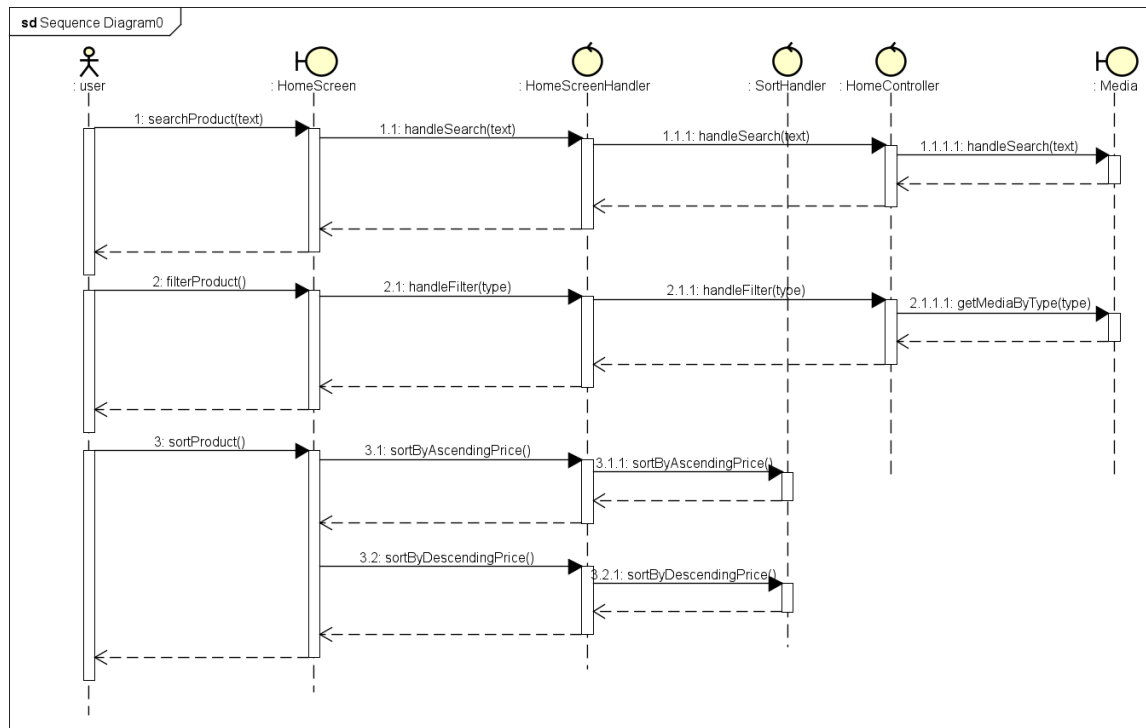 sd Sequence Diagram0
: user
: HomeScreen
: HomeScreenHandler
: SortHandler
: HomeController
: Media
1: searchProduct(text)
1.1: handleSearch(text)
1.1.1: handleSearch(text)
1.1.1.1: handleSearch(text)
2: filterProduct()
2.1: handleFilter(type)
2.1.1: handleFilter(type)
2.1.1.1: getMediaByType(type)
3: sortProduct()
3.1: sortByAscendingPrice()
3.1.1: sortByAscendingPrice()
3.2: sortByDescendingPrice()
3.2.1: sortByDescendingPrice()